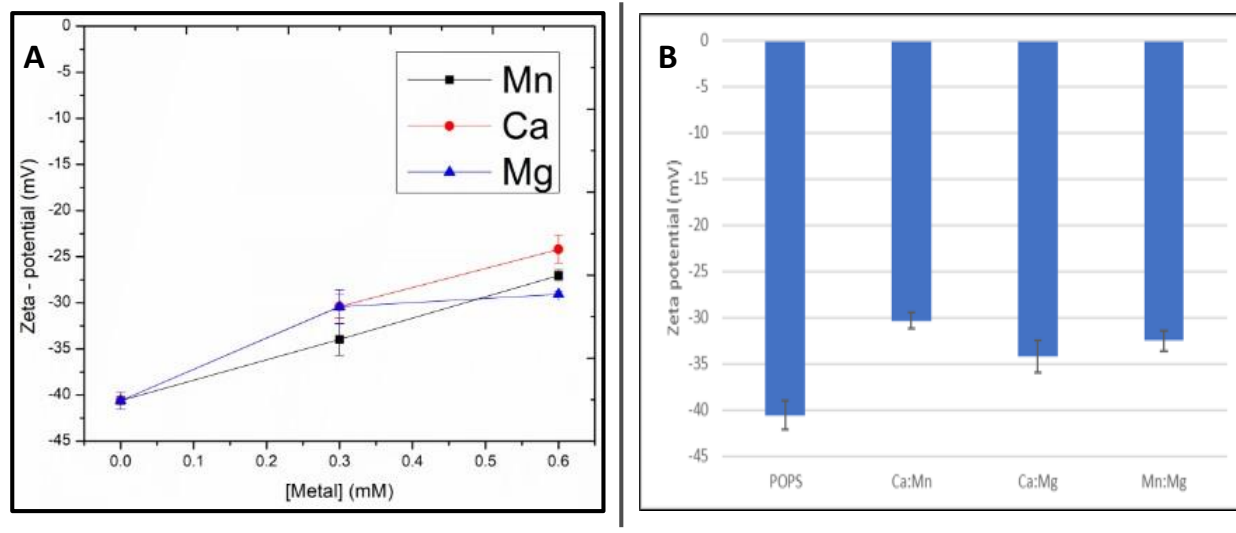 A
0
-5
-10
-15
-20
-25
-30
-35
-40
-45
Zeta - potential (mV)
Mn
Ca
Mg
0.0 0.1 0.2 0.3 0.4 0.5 0.6
[Metal] (mM)
B
0
-5
-10
-15
-20
-25
-30
-35
-40
-45
Zeta potential (mV)
POPS Ca:Mn Ca:Mg Mn:Mg